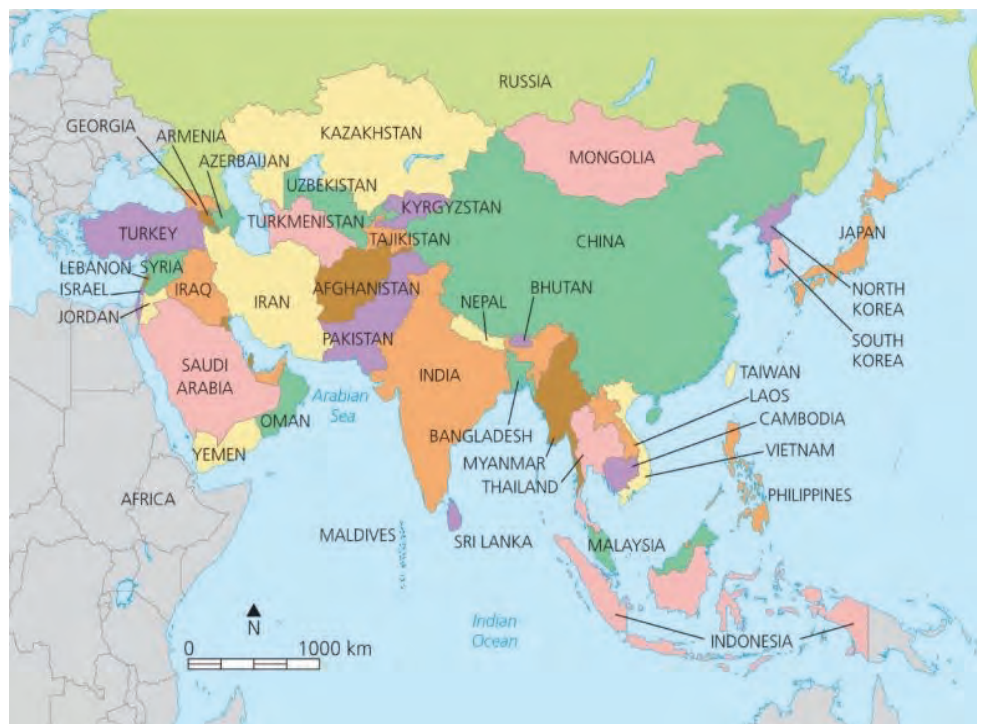 RUSSIA
GEORGIA
ARMENIA
KAZAKHSTAN
AZERBAIJAN
MONGOLIA
UZBEKISTAN
KYRGYZSTAN
TURKEY
TURKMENISTAN
TAJIKISTAN
CHINA
JAPAN
LEBANON
SYRIA
ISRAEL
IRAQ
IRAN
AFGHANISTAN
NEPAL
BHUTAN
NORTH
KOREA
JORDAN
PAKISTAN
SOUTH
KOREA
SAUDI
ARABIA
INDIA
TAIWAN
Arabian
Sea
LAOS
OMAN
CAMBODIA
BANGLADESH
YEMEN
MYANMAR
VIETNAM
THAILAND
AFRICA
PHILIPPINES
MALDIVES
SRI LANKA
MALAYSIA
N
Indian
Ocean
INDONESIA
0 1000 km